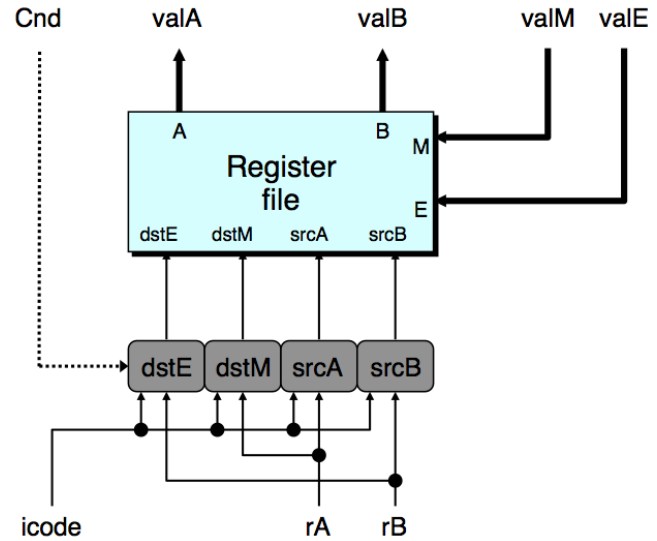 Cnd valA valB valM valE
A B M
Register
file
E
dstE dstM srcA srcB
dstE dstM srcA srcB
icode rA rB